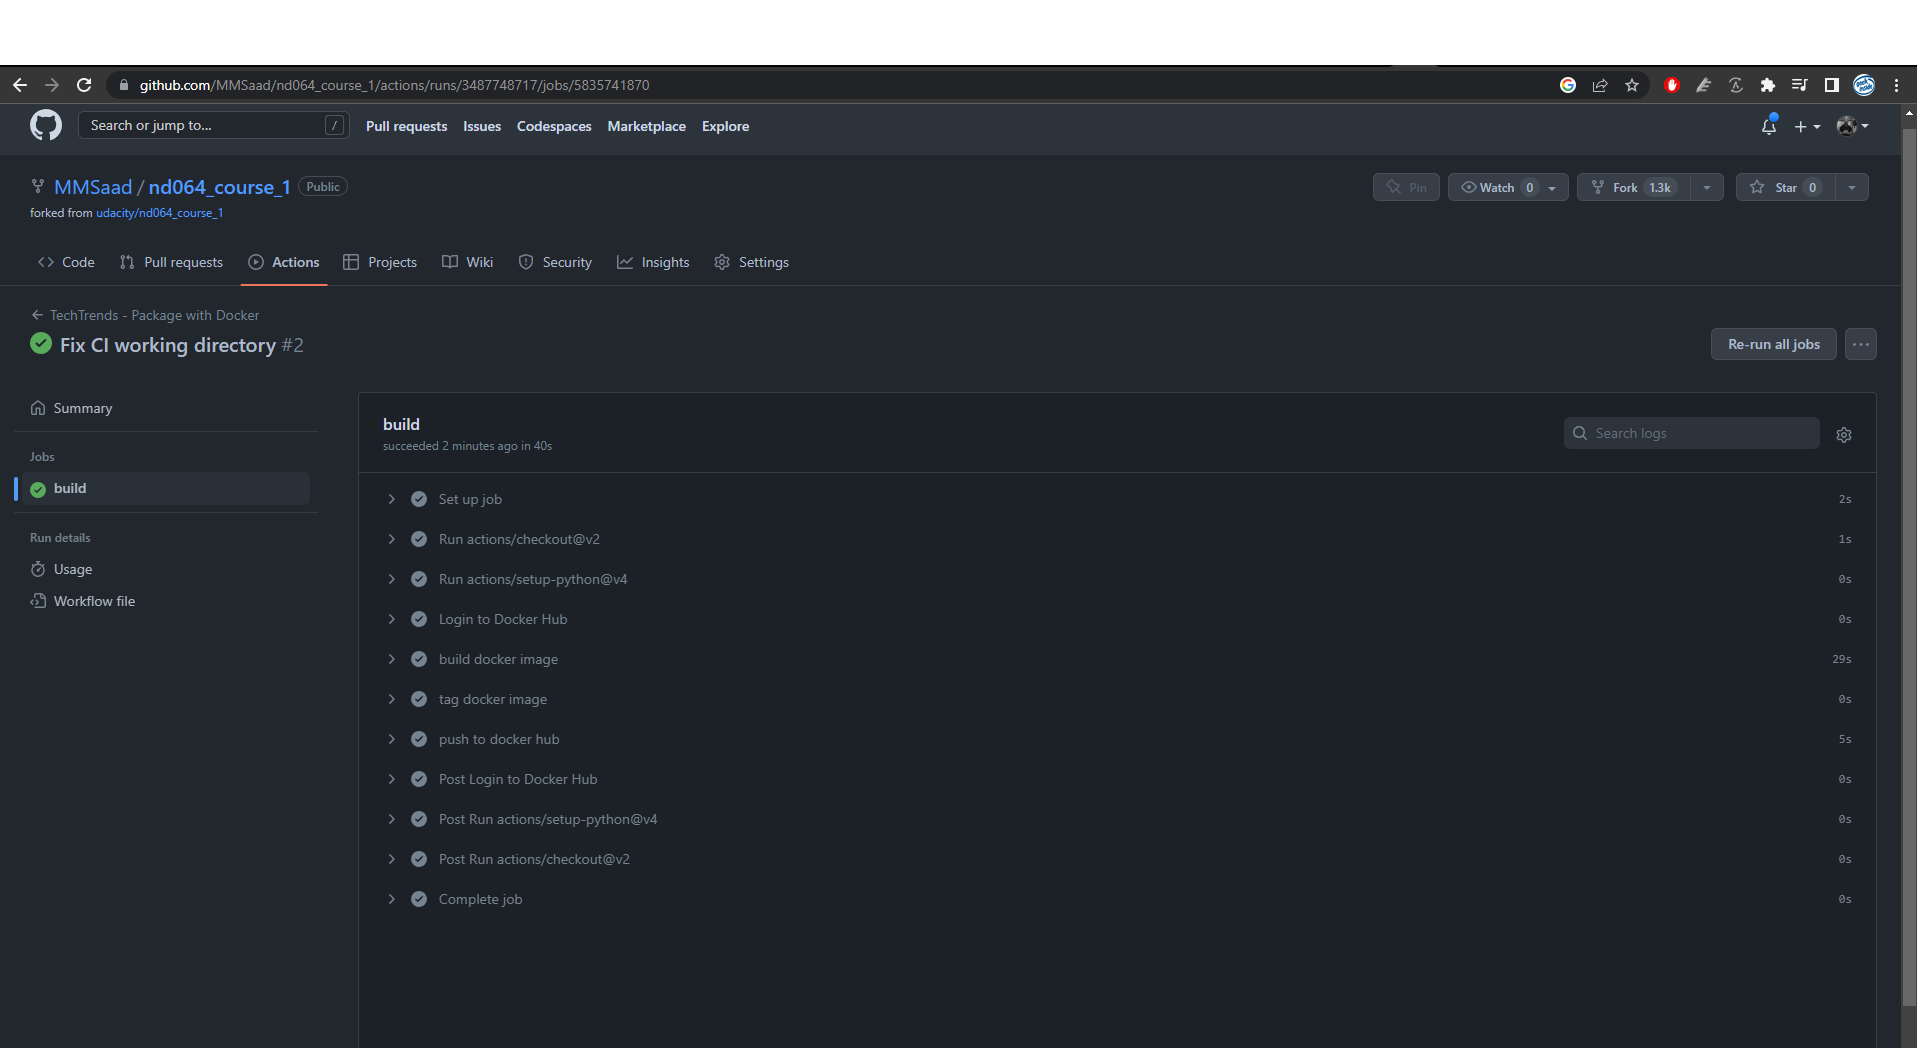 github.com/MMSaad/nd064_course_1/actions/runs/3487748717/jobs/5835741870
Search or jump to... / Pull requests Issues Codespaces Marketplace Explore
MMSaad / nd064_course_1 Public Pin Watch 0 Fork 1.3k Star 0
forked from udacity/nd064_course_1
Code Pull requests Actions Projects Wiki Security Insights Settings
TechTrends - Package with Docker
Fix CI working directory #2 Re-run all jobs
Summary
Jobs
build
Run details
Usage
Workflow file
build
succeeded 2 minutes ago in 40s
Search logs
Set up job 2s
Run actions/checkout@v2 1s
Run actions/setup-python@v4 0s
Login to Docker Hub 0s
build docker image 29s
tag docker image 0s
push to docker hub 5s
Post Login to Docker Hub 0s
Post Run actions/setup-python@v4 0s
Post Run actions/checkout@v2 0s
Complete job 0s